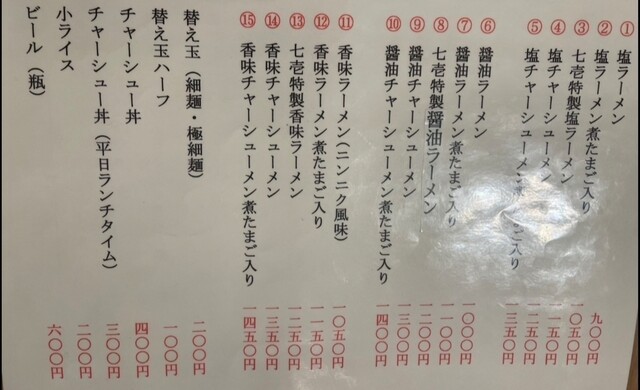 ① 塩ラーメン 九〇〇円
② 塩ラーメン煮たまご入り
③ 七壱特製塩ラーメン 一〇五〇円
④ 塩チャーシューメン 一一五〇円
⑤ 塩チャーシューメン煮たまご入り 一三五〇円
⑥ 醤油ラーメン 一〇〇〇円
⑦ 醤油ラーメン煮たまご入り 一一〇〇円
⑧ 七壱特製醤油ラーメン 一二〇〇円
⑨ 醤油チャーシューメン 一三〇〇円
⑩ 醤油チャーシューメン煮たまご入り 一四〇〇円
⑪ 香味ラーメン(ニンニク風味) 一〇五〇円
⑫ 香味ラーメン煮たまご入り 一一五〇円
⑬ 七壱特製香味ラーメン 一二五〇円
⑭ 香味チャーシューメン 一三五〇円
⑮ 香味チャーシューメン煮たまご入り 一四五〇円
替え玉(細麺・極細麺) 二〇〇円
替え玉ハーフ 一〇〇円
チャーシュー丼 四〇〇円
チャーシュー丼(平日ランチタイム) 三〇〇円
小ライス 二〇〇円
ビール(瓶) 六〇〇円